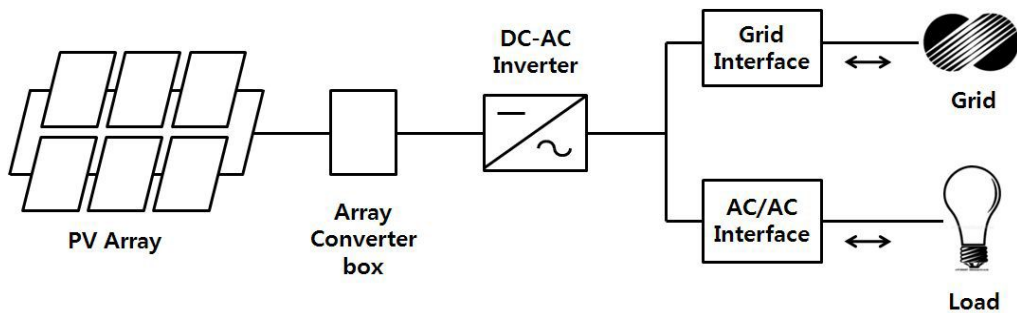 PV Array
Array
Converter
box
DC-AC
Inverter
Grid
Interface
Grid
AC/AC
Interface
Load